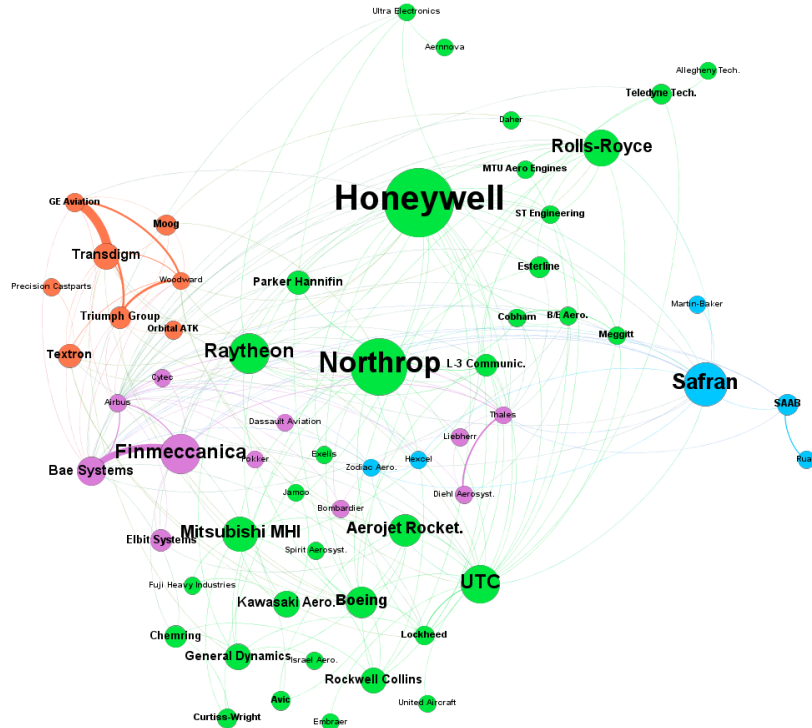 Ultra Electronics
Aernnova
Allegheny Tech.
Teledyne Tech.
Daher
Rolls-Royce
MTU Aero Engines
Honeywell
GE Aviation
ST Engineering
Moog
Transdigm
Esterline
Precision Castparts
Woodward
Parker Hannifin
Martin-Baker
Triumph Group
Cobham
B/E Aero.
Orbital ATK
Meggitt
Textron
Raytheon
Northrop
L-3 Communic.
Cytec
Safran
Airbus
SAAB
Dassault Aviation
Thales
Liebherr
Finmeccanica
Exelis
Fokker
Hexcel
Ruag
Bae Systems
Zodiac Aero.
Jamco
Diehl Aerosyst.
Bombardier
Mitsubishi MHI
Aerojet Rocket.
Elbit Systems
Spirit Aerosyst.
Fuji Heavy Industries
UTC
Kawasaki Aero.
Boeing
Chemring
Lockheed
General Dynamics
Israel Aero.
Rockwell Collins
Avic
United Aircraft
Curtiss-Wright
Embraer